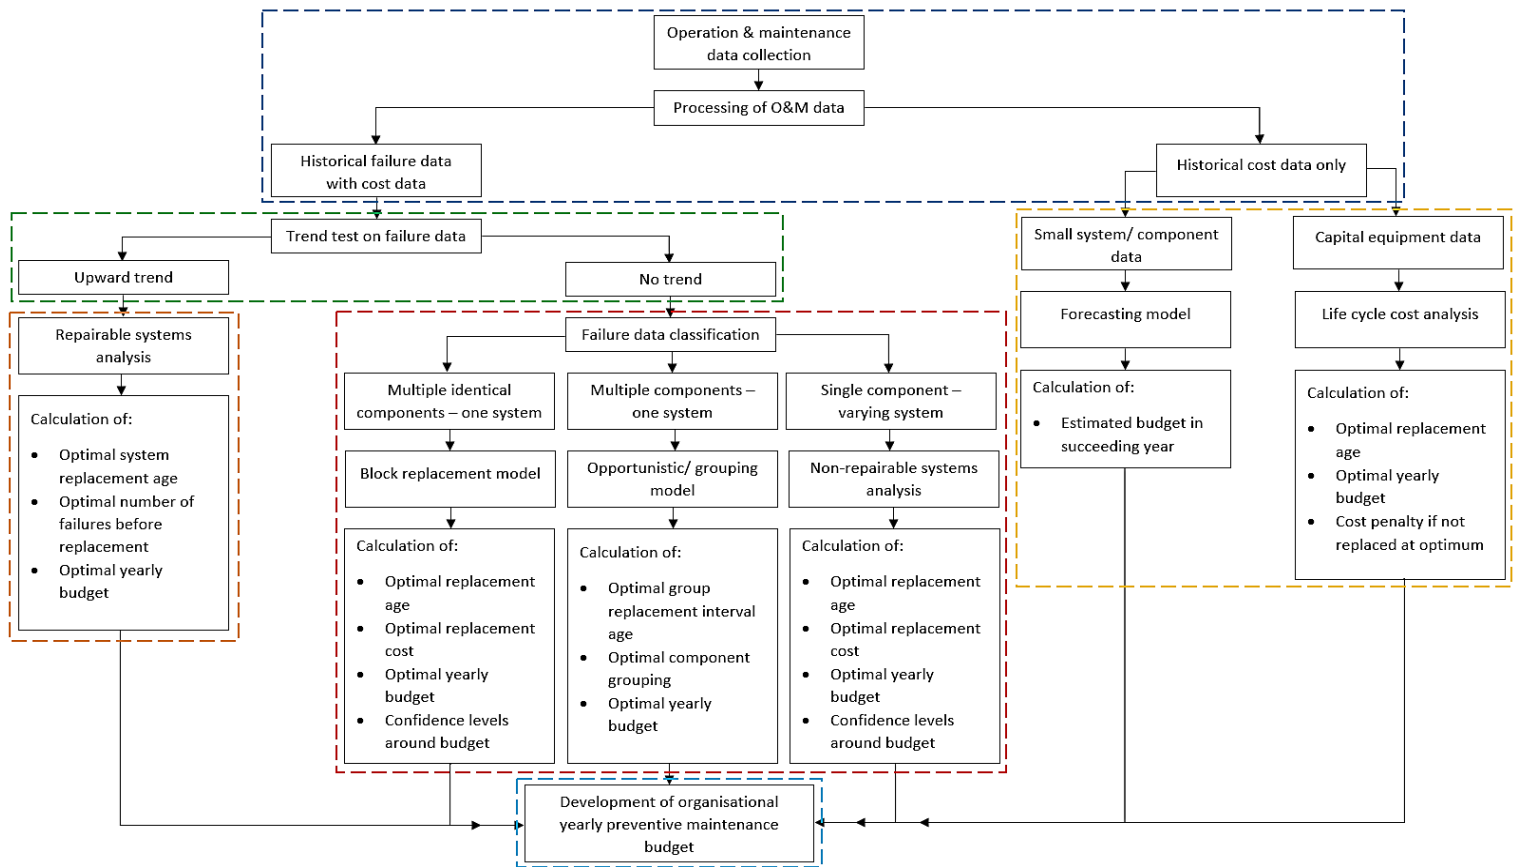 Operation & maintenance
data collection
Processing of O&M data
Historical failure data
with cost data
Historical cost data only
Trend test on failure data
Upward trend
No trend
Small system/ component
data
Capital equipment data
Repairable systems
analysis
Failure data classification
Forecasting model
Life cycle cost analysis
Calculation of:
• Optimal system
replacement age
• Optimal number of
failures before
replacement
• Optimal yearly
budget
Multiple identical
components – one system
Multiple components –
one system
Single component –
varying system
Block replacement model
Opportunistic/ grouping
model
Non-repairable systems
analysis
Calculation of:
• Optimal replacement
age
• Optimal replacement
cost
• Optimal yearly
budget
• Confidence levels
around budget
Calculation of:
• Optimal group
replacement interval
age
• Optimal component
grouping
• Optimal yearly
budget
Calculation of:
• Optimal replacement
age
• Optimal replacement
cost
• Optimal yearly
budget
• Confidence levels
around budget
Calculation of:
• Estimated budget in
succeeding year
Calculation of:
• Optimal replacement
age
• Optimal yearly
budget
• Cost penalty if not
replaced at optimum
Development of organisational
yearly preventive maintenance
budget